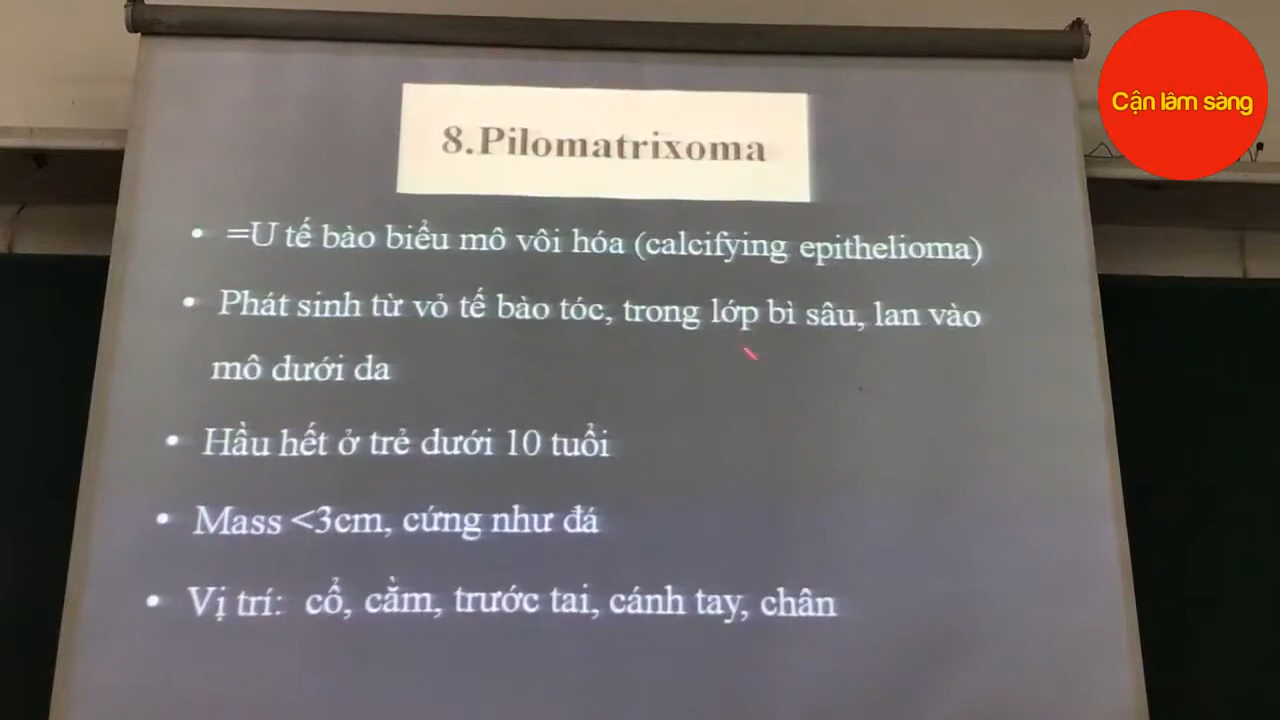 Cận lâm sàng
8.Pilomatrixoma
• =U tế bào biểu mô vôi hóa (calcifying epithelioma)
• Phát sinh từ vỏ tế bào tóc, trong lớp bì sâu, lan vào
mô dưới da
• Hầu hết ở trẻ dưới 10 tuổi
• Mass <3cm, cứng như đá
• Vị trí: cổ, cằm, trước tai, cánh tay, chân